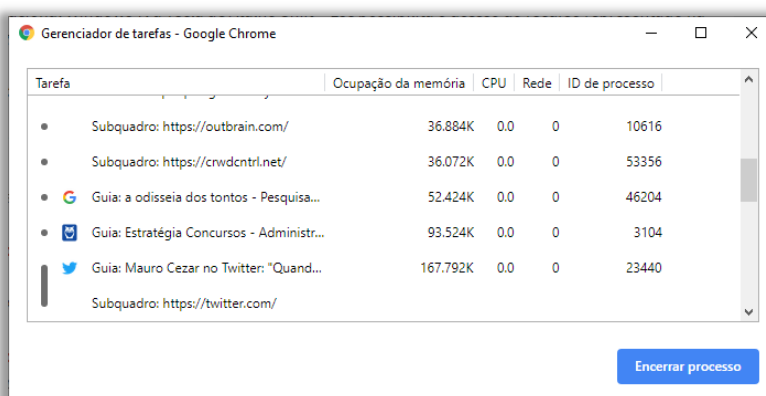 Gerenciador de tarefas - Google Chrome
Tarefa Ocupação da memória CPU Rede ID de processo
Subquadro: https://outbrain.com/ 36.884K 0.0 0 10616
Subquadro: https://crwdcntrl.net/ 36.072K 0.0 0 53356
Guia: a odisseia dos tontos - Pesquisa... 52.424K 0.0 0 46204
Guia: Estratégia Concursos - Administr... 93.524K 0.0 0 3104
Guia: Mauro Cezar no Twitter: "Quand... 167.792K 0.0 0 23440
Subquadro: https://twitter.com/
Encerrar processo